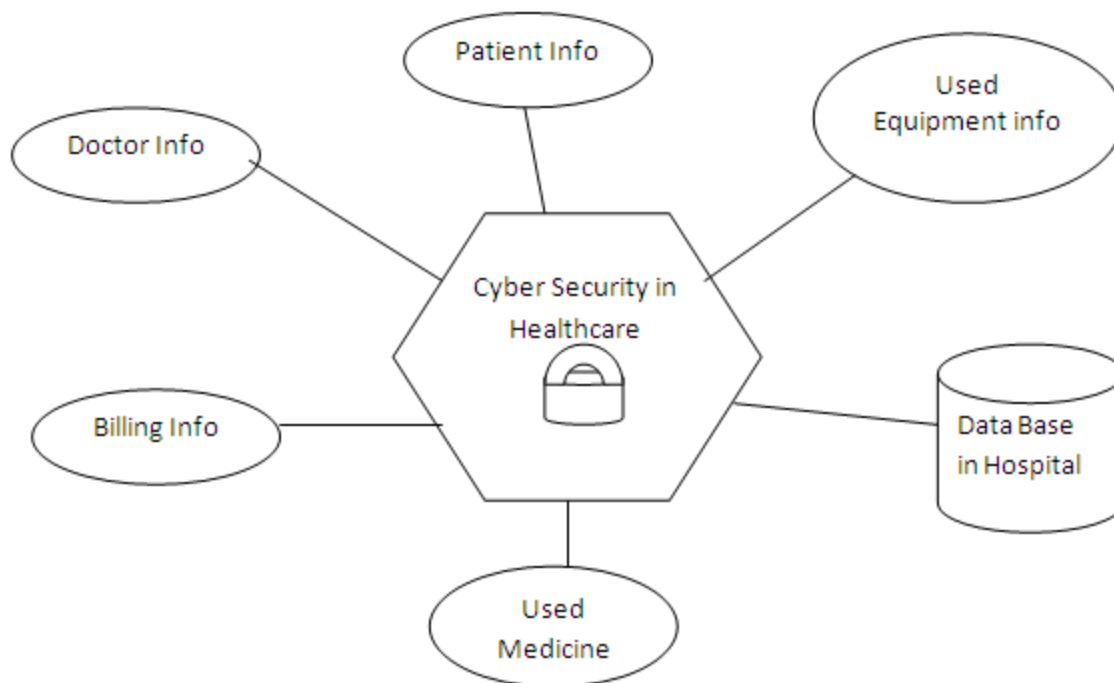 Patient Info
Used
Equipment info
Doctor Info
Cyber Security in
Healthcare
Billing Info
Data Base
in Hospital
Used
Medicine